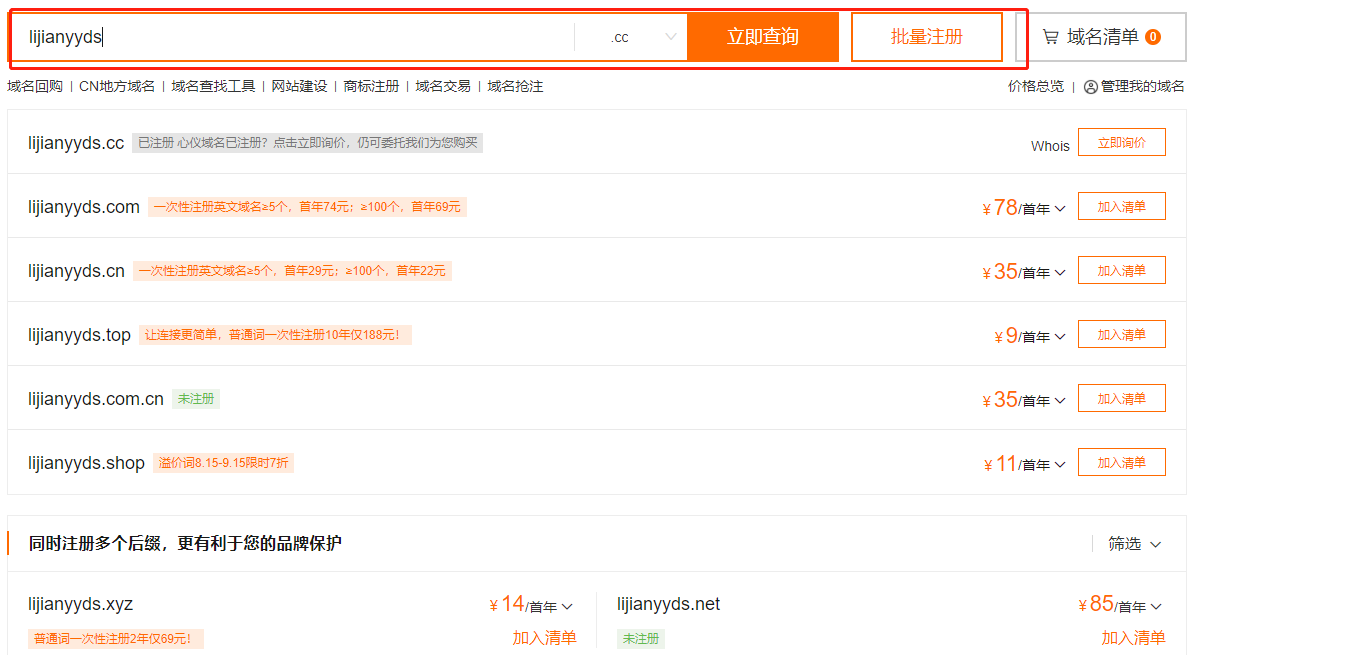 lijianyyds .cc 立即查询 批量注册 域名清单 0
域名回购 | CN地方域名 | 域名查找工具 | 网站建设 | 商标注册 | 域名交易 | 域名抢注 价格总览 | 管理我的域名
lijianyyds.cc 已注册 心仪域名已注册？点击立即询价，仍可委托我们为您购买 Whois 立即询价
lijianyyds.com 一次性注册英文域名≥5个，首年74元；≥100个，首年69元 ¥78/首年 加入清单
lijianyyds.cn 一次性注册英文域名≥5个，首年29元；≥100个，首年22元 ¥35/首年 加入清单
lijianyyds.top 让连接更简单，普通词一次性注册10年仅188元！ ¥9/首年 加入清单
lijianyyds.com.cn 未注册 ¥35/首年 加入清单
lijianyyds.shop 溢价词8.15-9.15限时7折 ¥11/首年 加入清单
同时注册多个后缀，更有利于您的品牌保护 筛选
lijianyyds.xyz ¥14/首年 lijianyyds.net ¥85/首年
普通词一次性注册2年仅69元！ 加入清单 未注册 加入清单